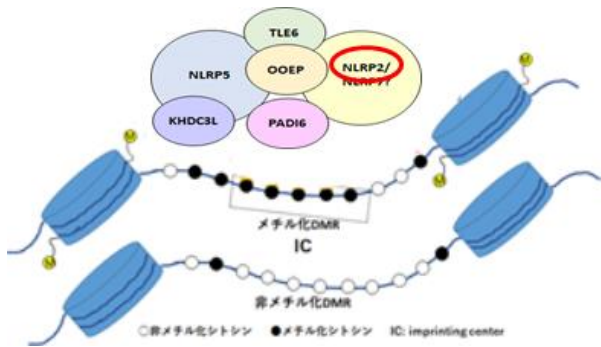 TLE6
NLRP5
OOEP
NLRP2/
NLRP7?
KHDC3L
PADI6
M
M
メチル化DMR
IC
M
M
非メチル化DMR
○非メチル化シトシン ●メチル化シトシン IC: imprinting center